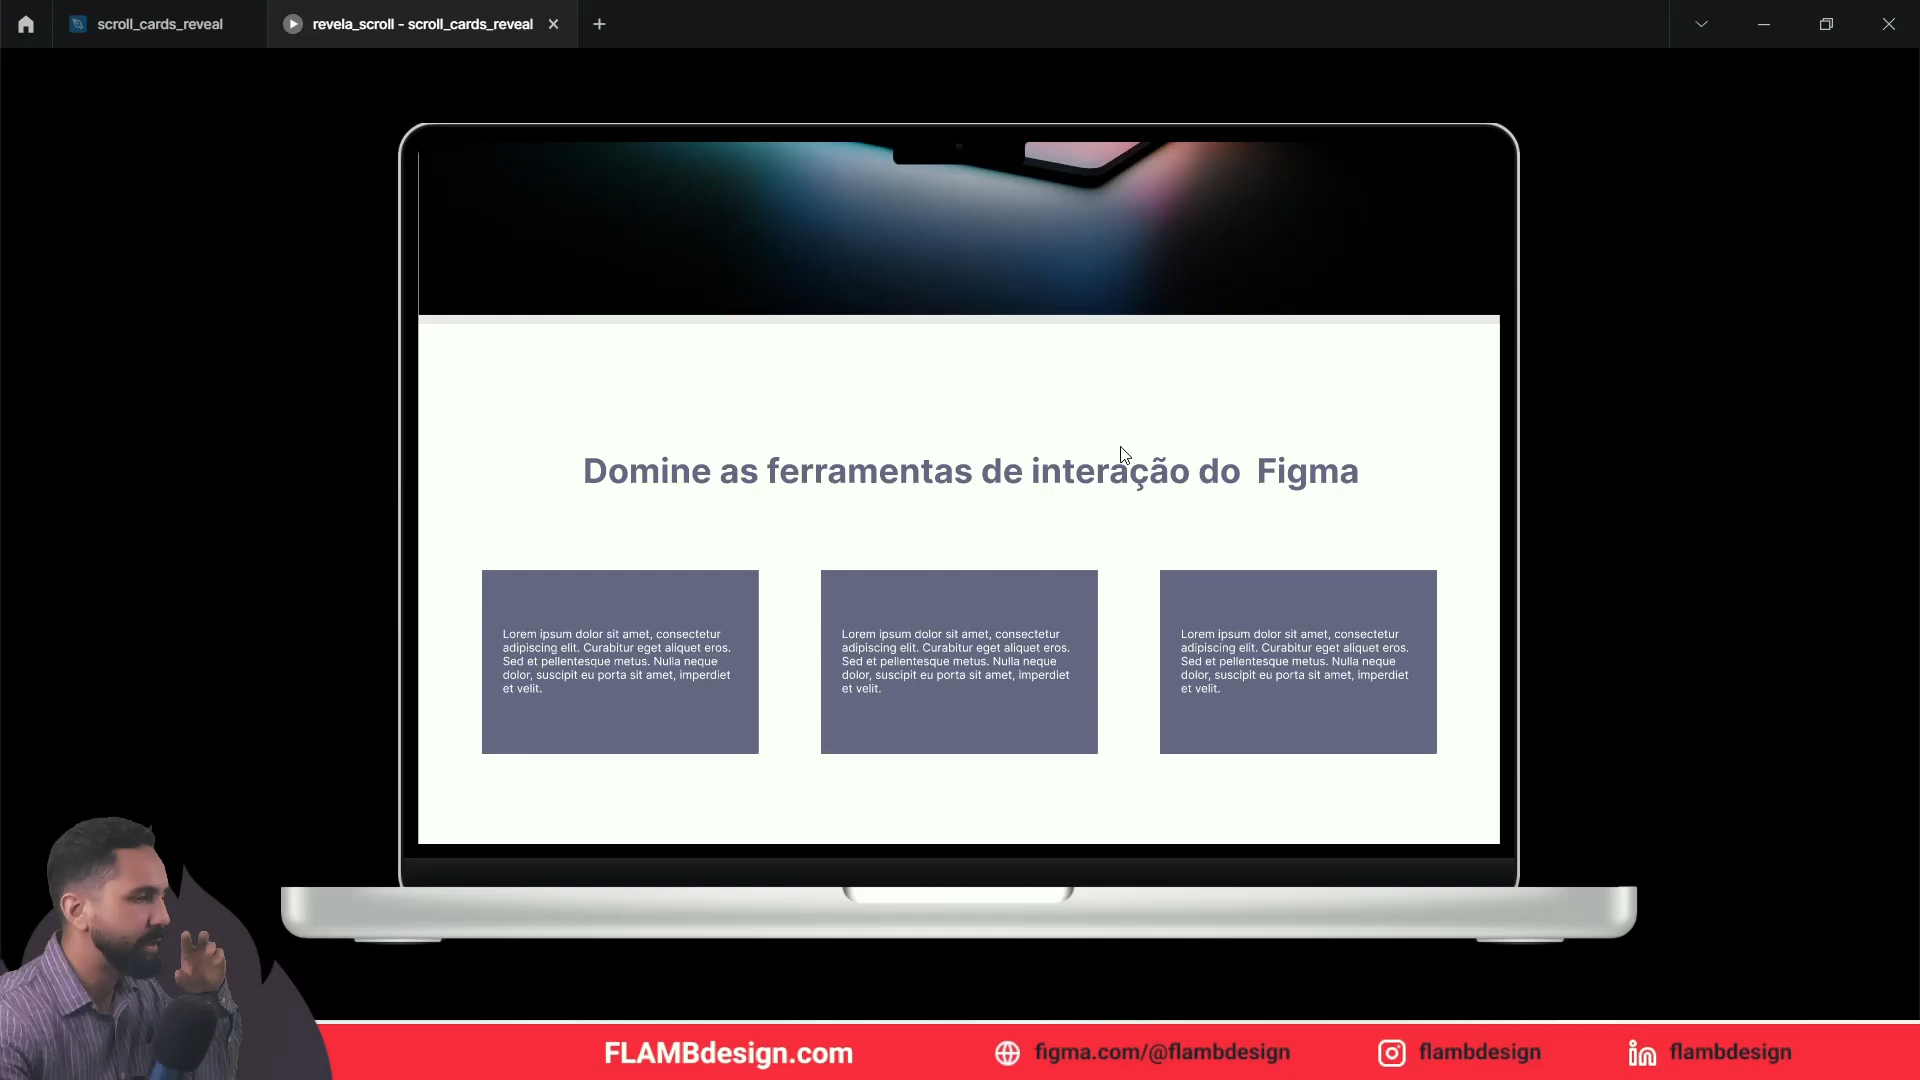 scroll_cards_reveal
revela_scroll - scroll_cards_reveal
Domine as ferramentas de interação do Figma
Lorem ipsum dolor sit amet, consectetur
adipiscing elit. Curabitur eget aliquet eros.
Sed et pellentesque metus. Nulla neque
dolor, suscipit eu porta sit amet, imperdiet
et velit.
Lorem ipsum dolor sit amet, consectetur
adipiscing elit. Curabitur eget aliquet eros.
Sed et pellentesque metus. Nulla neque
dolor, suscipit eu porta sit amet, imperdiet
et velit.
Lorem ipsum dolor sit amet, consectetur
adipiscing elit. Curabitur eget aliquet eros.
Sed et pellentesque metus. Nulla neque
dolor, suscipit eu porta sit amet, imperdiet
et velit.
FLAMBdesign.com
figma.com/@flambdesign
flambdesign
flambdesign